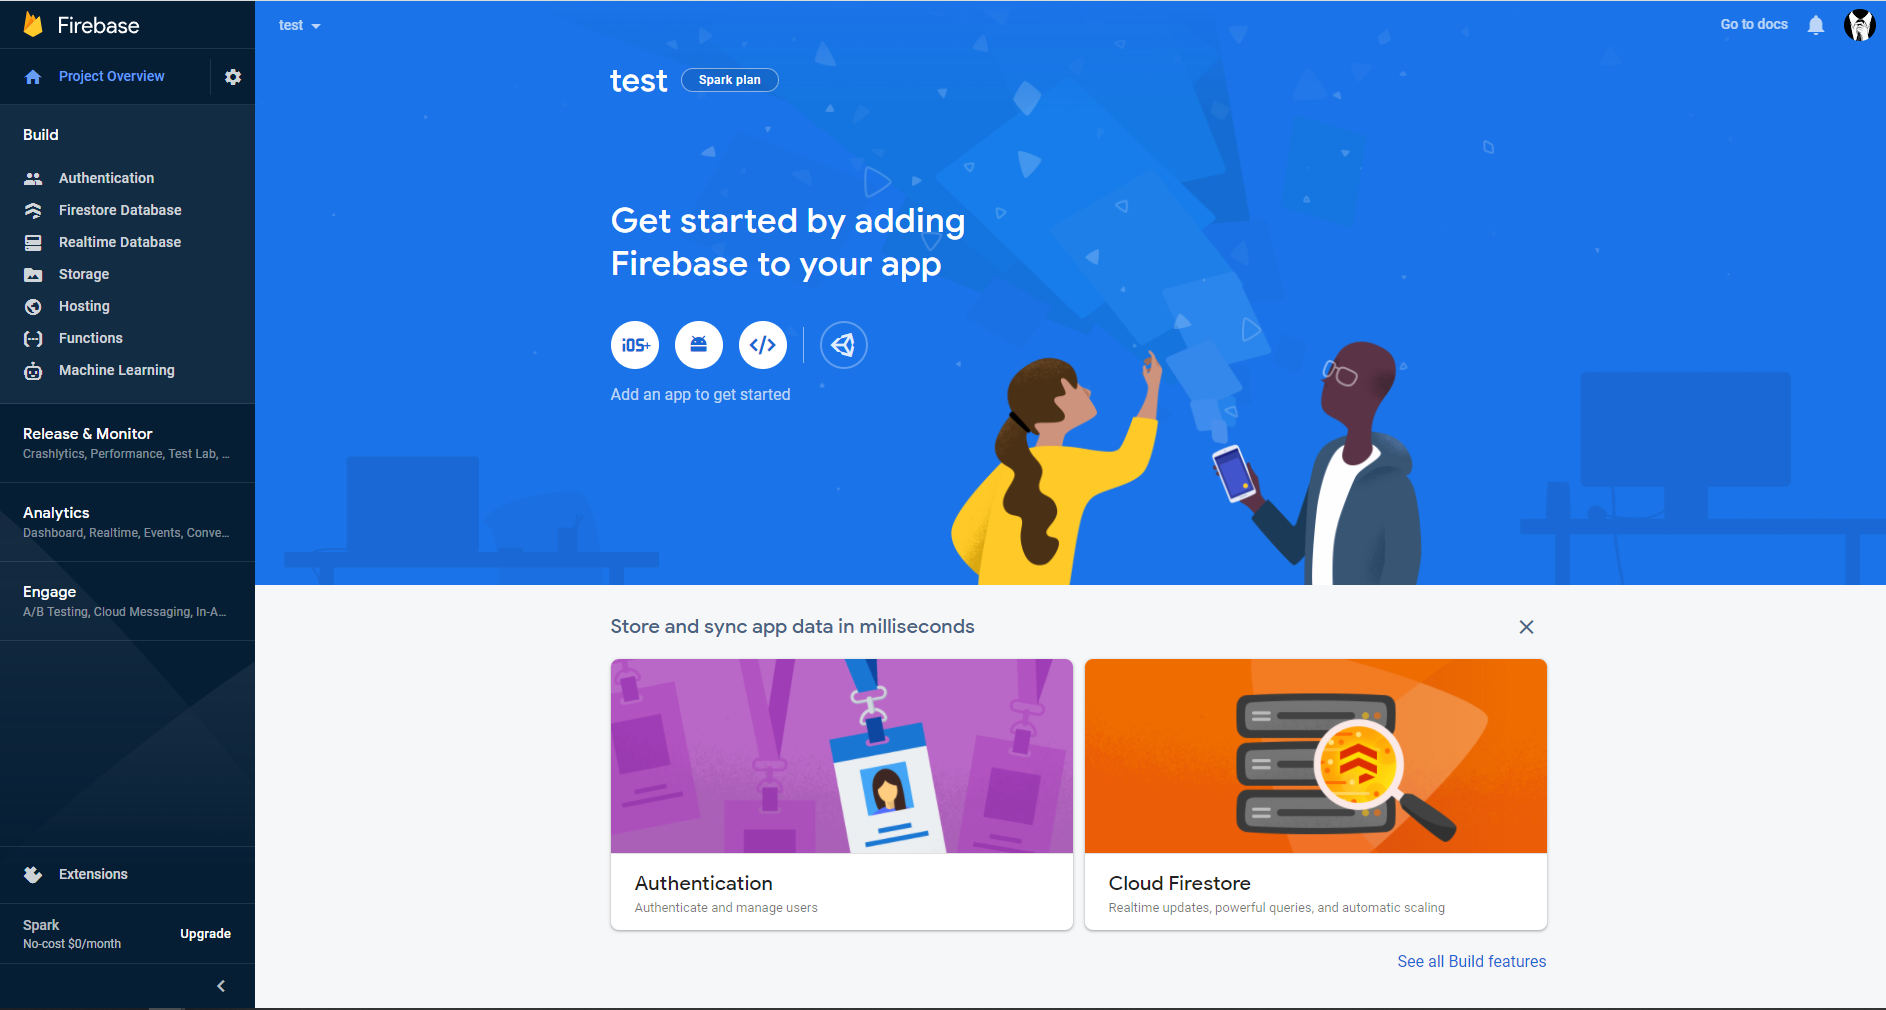 Firebase
Project Overview
Build
Authentication
Firestore Database
Realtime Database
Storage
Hosting
Functions
Machine Learning
Release & Monitor
Crashlytics, Performance, Test Lab, ...
Analytics
Dashboard, Realtime, Events, Conve...
Engage
A/B Testing, Cloud Messaging, In-A...
Extensions
Spark
No-cost $0/month
Upgrade
test
Go to docs
test
Spark plan
Get started by adding
Firebase to your app
iOS+
Add an app to get started
Store and sync app data in milliseconds
Authentication
Authenticate and manage users
Cloud Firestore
Realtime updates, powerful queries, and automatic scaling
See all Build features